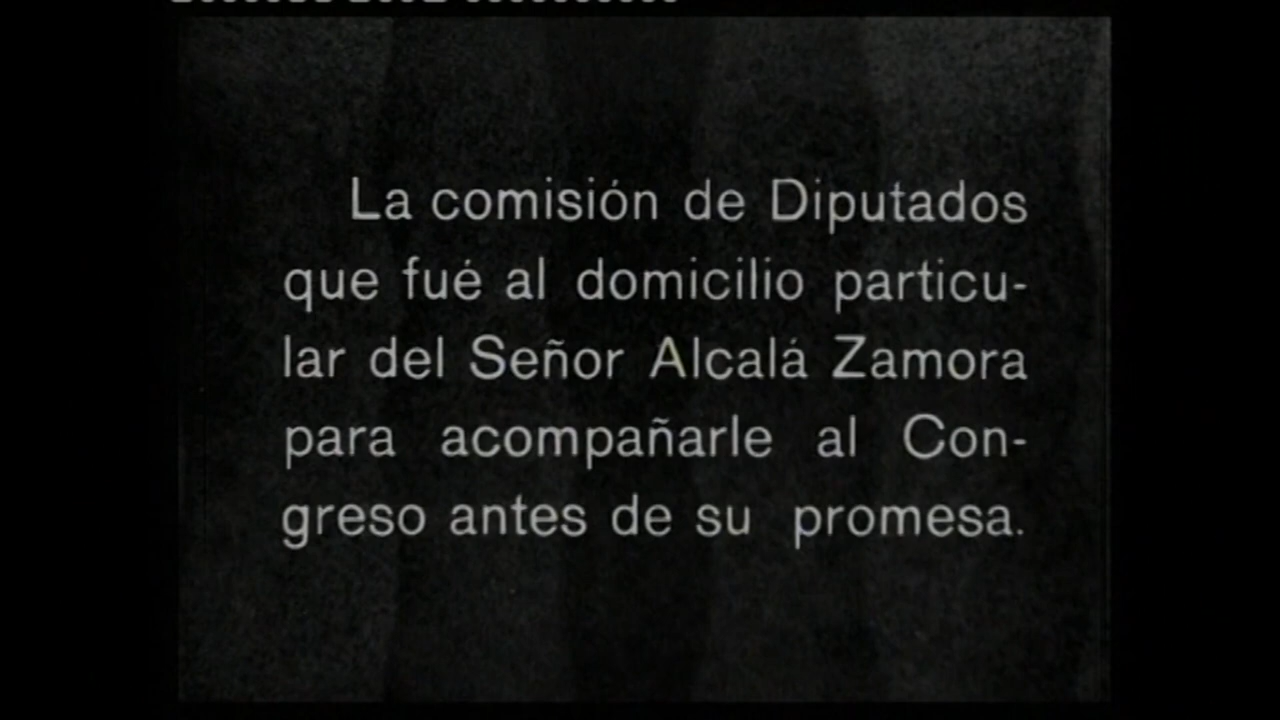 La comisión de Diputados
que fué al domicilio particu-
lar del Señor Alcalá Zamora
para acompañarle al Con-
greso antes de su promesa.